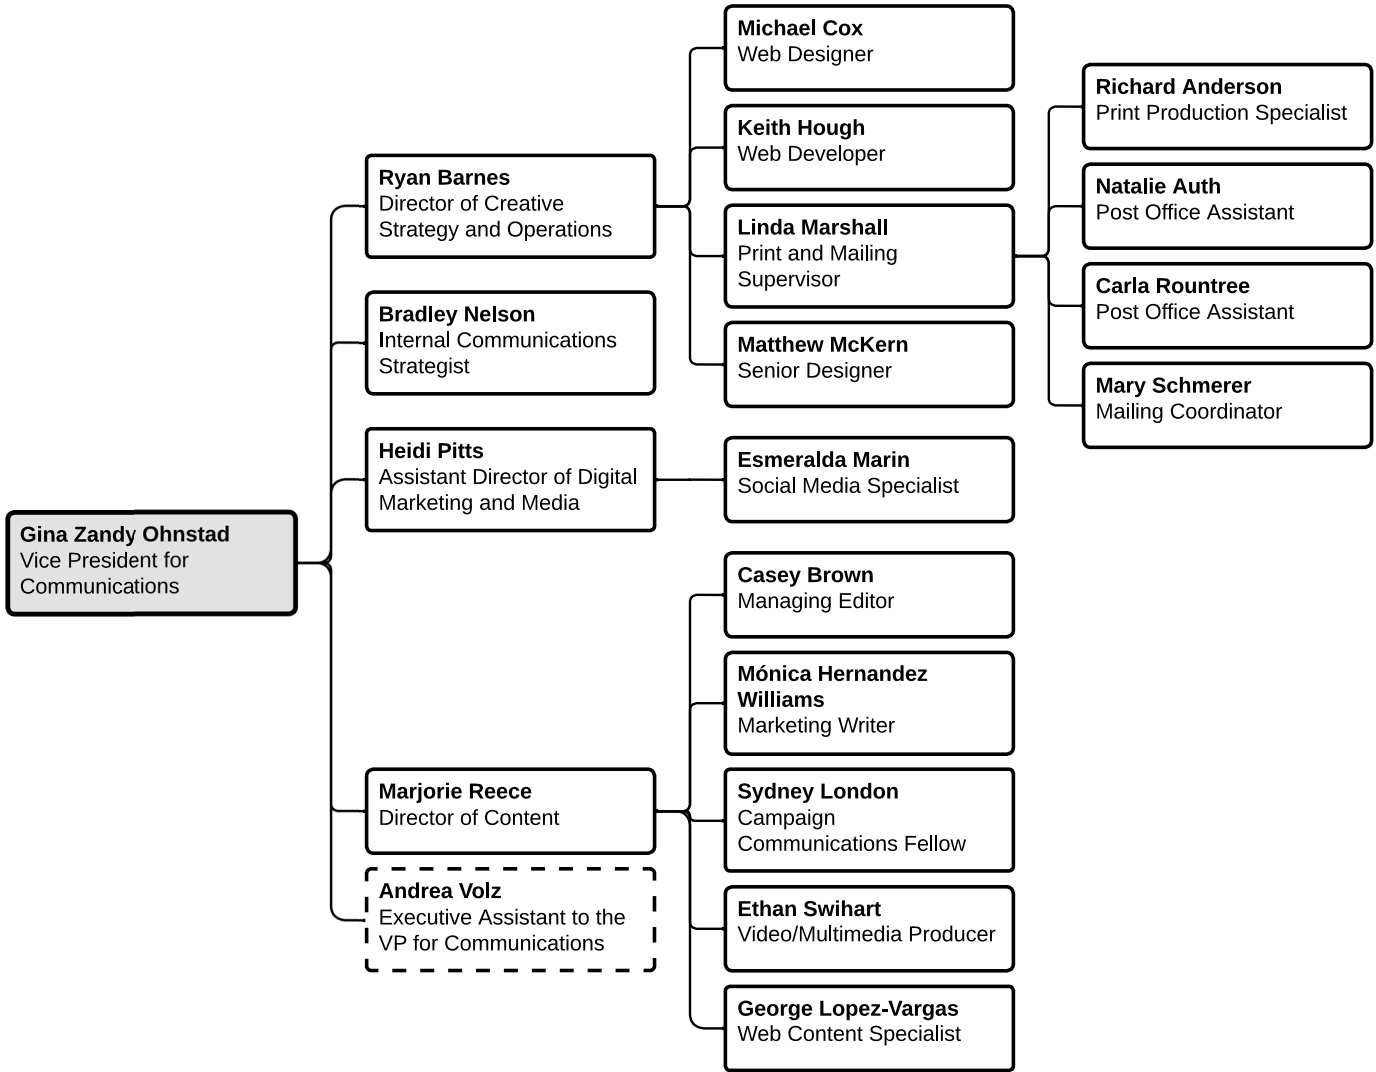 Gina Zandy Ohnstad
Vice President for
Communications
Ryan Barnes
Director of Creative
Strategy and Operations
Bradley Nelson
Internal Communications
Strategist
Heidi Pitts
Assistant Director of Digital
Marketing and Media
Marjorie Reece
Director of Content
Andrea Volz
Executive Assistant to the
VP for Communications
Michael Cox
Web Designer
Keith Hough
Web Developer
Linda Marshall
Print and Mailing
Supervisor
Matthew McKern
Senior Designer
Esmeralda Marin
Social Media Specialist
Casey Brown
Managing Editor
Mónica Hernandez
Williams
Marketing Writer
Sydney London
Campaign
Communications Fellow
Ethan Swihart
Video/Multimedia Producer
George Lopez-Vargas
Web Content Specialist
Richard Anderson
Print Production Specialist
Natalie Auth
Post Office Assistant
Carla Rountree
Post Office Assistant
Mary Schmerer
Mailing Coordinator